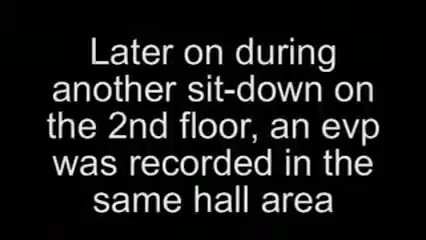 Later on during
another sit-down on
the 2nd floor, an evp
was recorded in the
same hall area